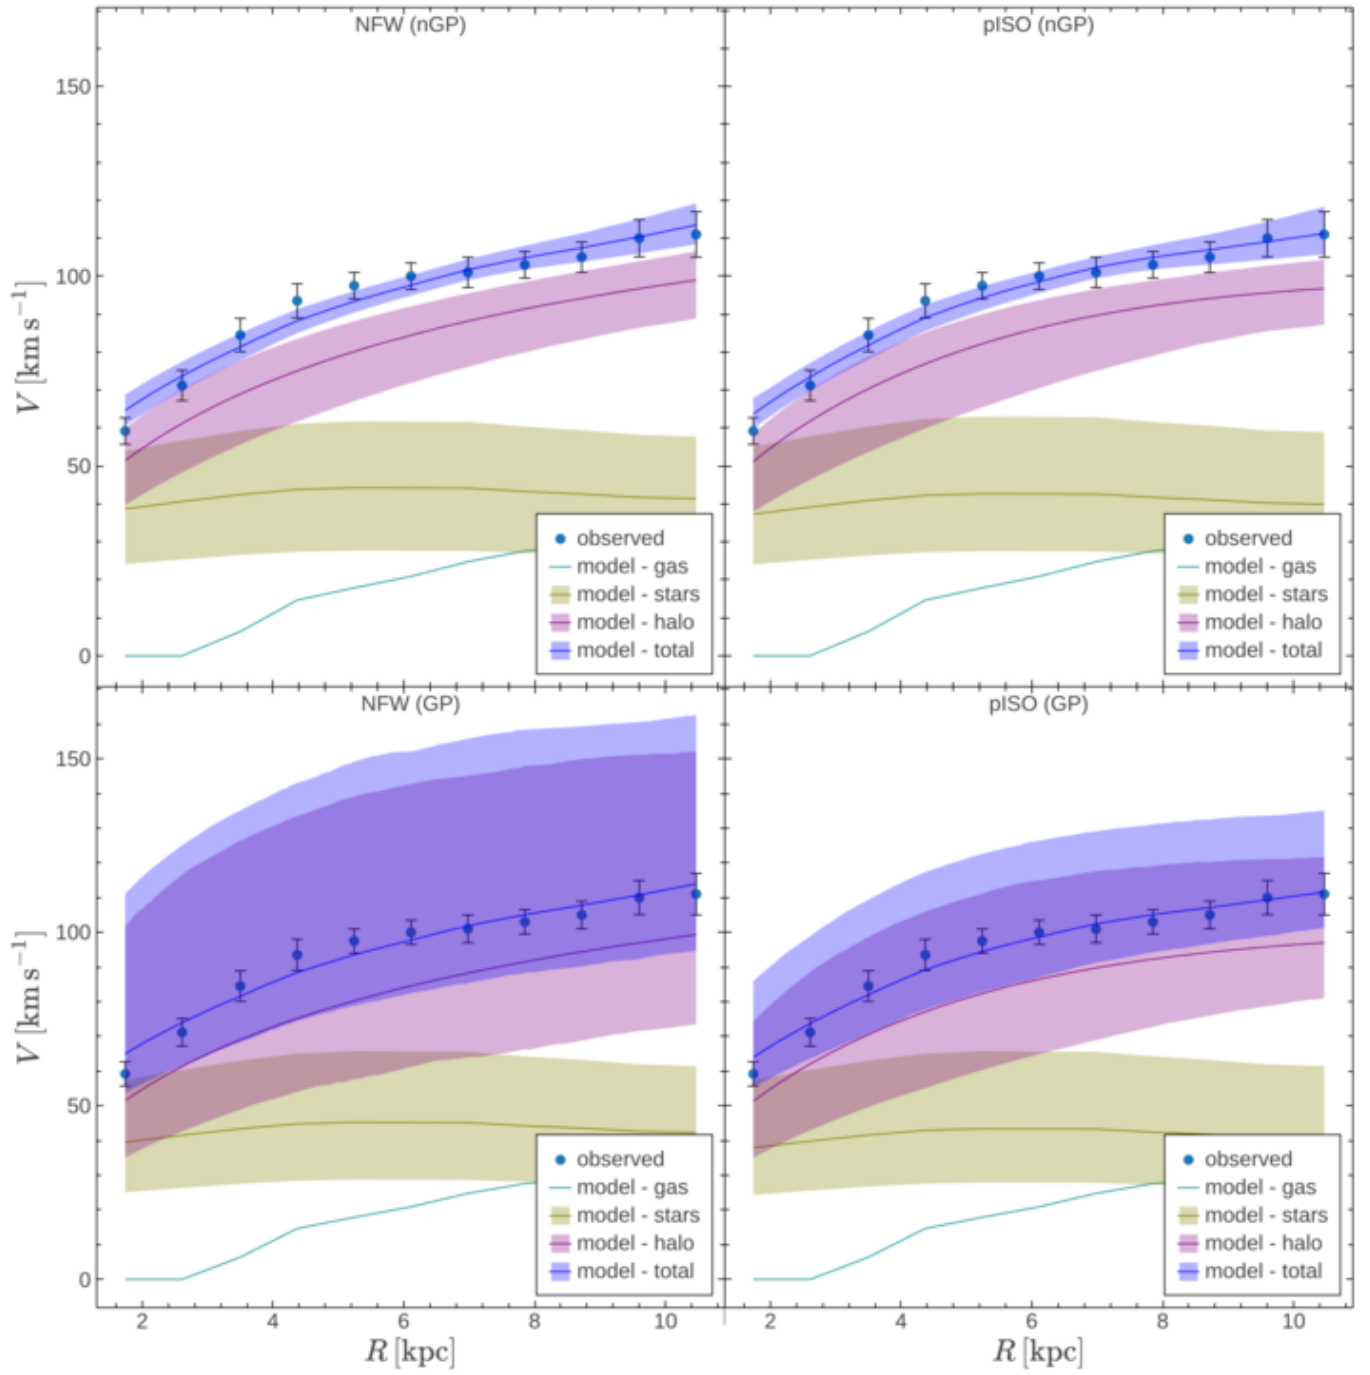 NFW (nGP)
pISO (nGP)
150
100
50
0
V [km s⁻¹]
observed
model - gas
model - stars
model - halo
model - total
observed
model - gas
model - stars
model - halo
model - total
NFW (GP)
pISO (GP)
150
100
50
0
V [km s⁻¹]
observed
model - gas
model - stars
model - halo
model - total
observed
model - gas
model - stars
model - halo
model - total
2 4 6 8 10
2 4 6 8 10
R [kpc]
R [kpc]